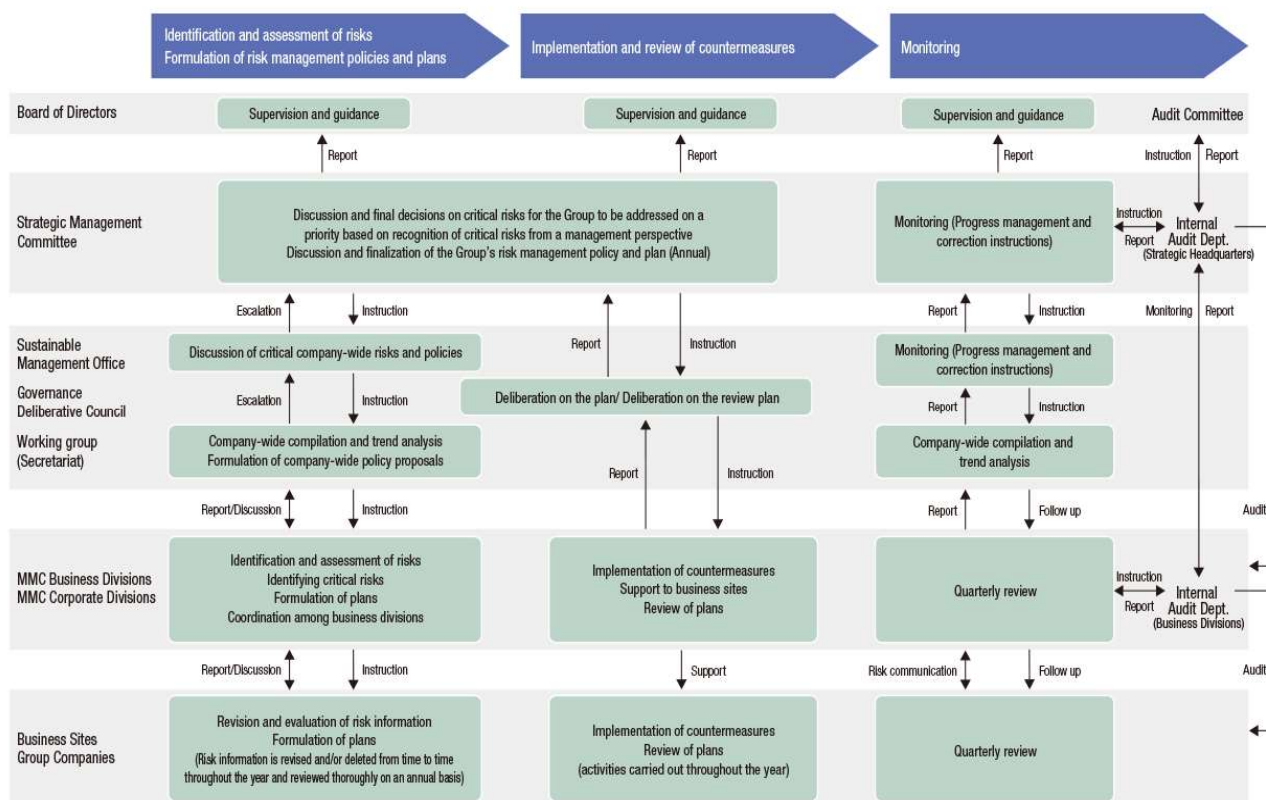 Identification and assessment of risks
Formulation of risk management policies and plans
Implementation and review of countermeasures
Monitoring
Board of Directors
Supervision and guidance
Supervision and guidance
Supervision and guidance
Audit Committee
Report
Report
Report
Instruction
Report
Strategic Management
Committee
Discussion and final decisions on critical risks for the Group to be addressed on a
priority based on recognition of critical risks from a management perspective
Discussion and finalization of the Group's risk management policy and plan (Annual)
Monitoring (Progress management and
correction instructions)
Instruction
Report
Internal
Audit Dept.
(Strategic Headquarters)
Escalation
Instruction
Report
Instruction
Report
Instruction
Monitoring
Report
Sustainable
Management Office
Discussion of critical company-wide risks and policies
Monitoring (Progress management and
correction instructions)
Governance
Deliberative Council
Escalation
Instruction
Deliberation on the plan/ Deliberation on the review plan
Report
Instruction
Working group
(Secretariat)
Company-wide compilation and trend analysis
Formulation of company-wide policy proposals
Report
Instruction
Company-wide compilation and
trend analysis
Report/Discussion
Instruction
Report
Follow up
Audit
MMC Business Divisions
MMC Corporate Divisions
Identification and assessment of risks
Identifying critical risks
Formulation of plans
Coordination among business divisions
Implementation of countermeasures
Support to business sites
Review of plans
Quarterly review
Instruction
Report
Internal
Audit Dept.
(Business Divisions)
Report/Discussion
Instruction
Support
Risk communication
Follow up
Audit
Business Sites
Group Companies
Revision and evaluation of risk information
Formulation of plans
(Risk information is revised and/or deleted from time to time
throughout the year and reviewed thoroughly on an annual basis)
Implementation of countermeasures
Review of plans
(activities carried out throughout the year)
Quarterly review